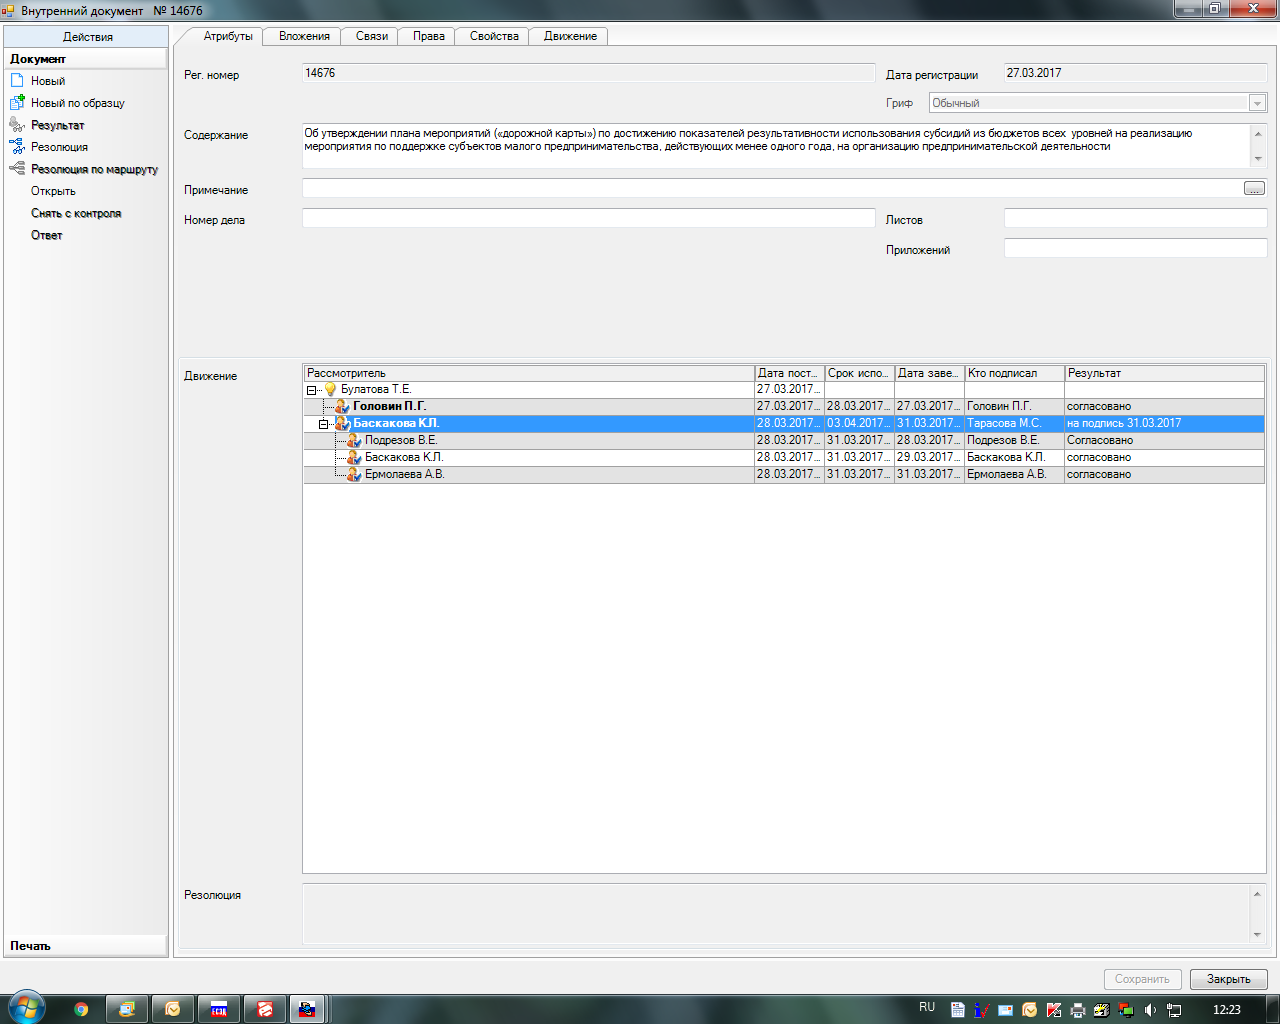 Внутренний документ № 14676
Действия
Документ
Новый
Новый по образцу
Результат
Резолюция
Резолюция по маршруту
Открыть
Снять с контроля
Ответ
Печать
Атрибуты Вложения Связи Права Свойства Движение
Рег. номер 14676 Дата регистрации 27.03.2017
Гриф Обычный
Содержание Об утверждении плана мероприятий («дорожной карты») по достижению показателей результативности использования субсидий из бюджетов всех уровней на реализацию
мероприятия по поддержке субъектов малого предпринимательства, действующих менее одного года, на организацию предпринимательской деятельности
Примечание ...
Номер дела Листов
Приложений
Движение Рассмотритель Дата пост... Срок испо... Дата заве... Кто подписал Результат
Булатова Т.Е. 27.03.2017...
Головин П.Г. 27.03.2017... 28.03.2017... 27.03.2017... Головин П.Г. согласовано
Баскакова К.Л. 28.03.2017... 03.04.2017... 31.03.2017... Тарасова М.С. на подпись 31.03.2017
Подрезов В.Е. 28.03.2017... 31.03.2017... 28.03.2017... Подрезов В.Е. Согласовано
Баскакова К.Л. 28.03.2017... 31.03.2017... 29.03.2017... Баскакова К.Л. согласовано
Ермолаева А.В. 28.03.2017... 31.03.2017... 31.03.2017... Ермолаева А.В. согласовано
Резолюция
Сохранить Закрыть
RU 12:23